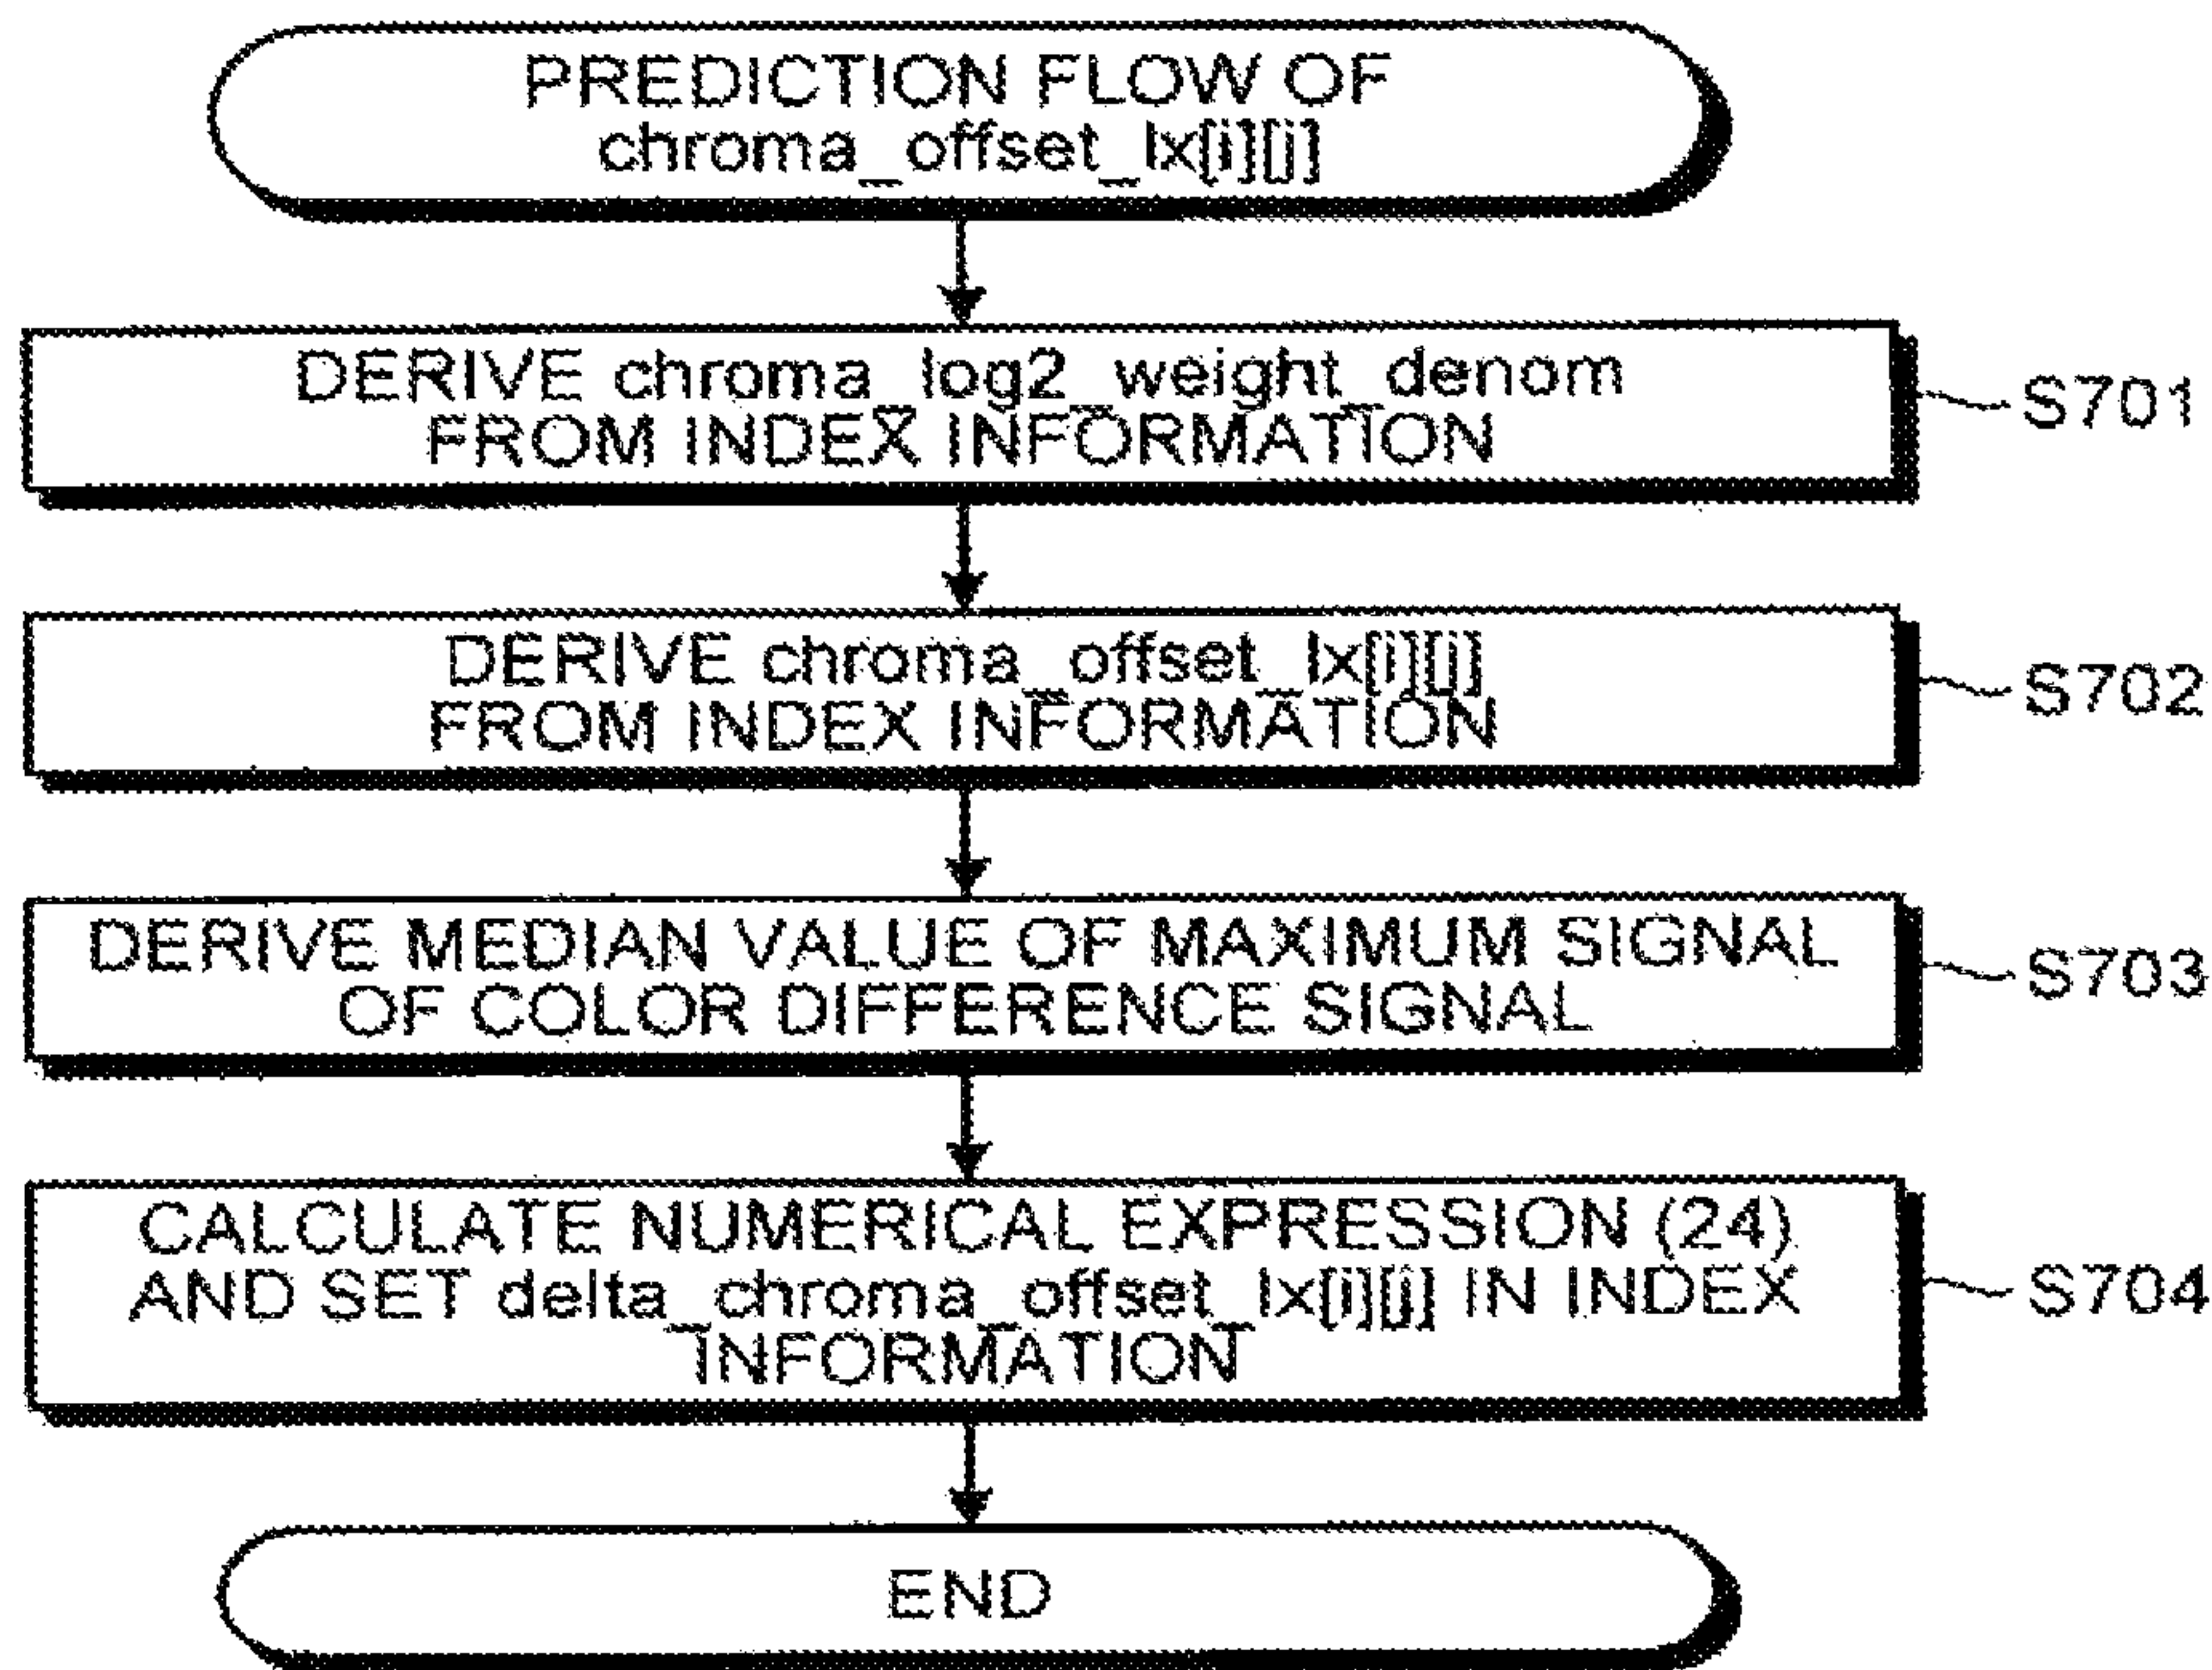 PREDICTION FLOW OF
chroma_offset_lx[i][j]
DERIVE chroma_log2_weight_denom
FROM INDEX INFORMATION
S701
DERIVE chroma_offset_lx[i][j]
FROM INDEX INFORMATION
S702
DERIVE MEDIAN VALUE OF MAXIMUM SIGNAL
OF COLOR DIFFERENCE SIGNAL
S703
CALCULATE NUMERICAL EXPRESSION (24)
AND SET delta_chroma_offset_lx[i][j] IN INDEX
INFORMATION
S704
END